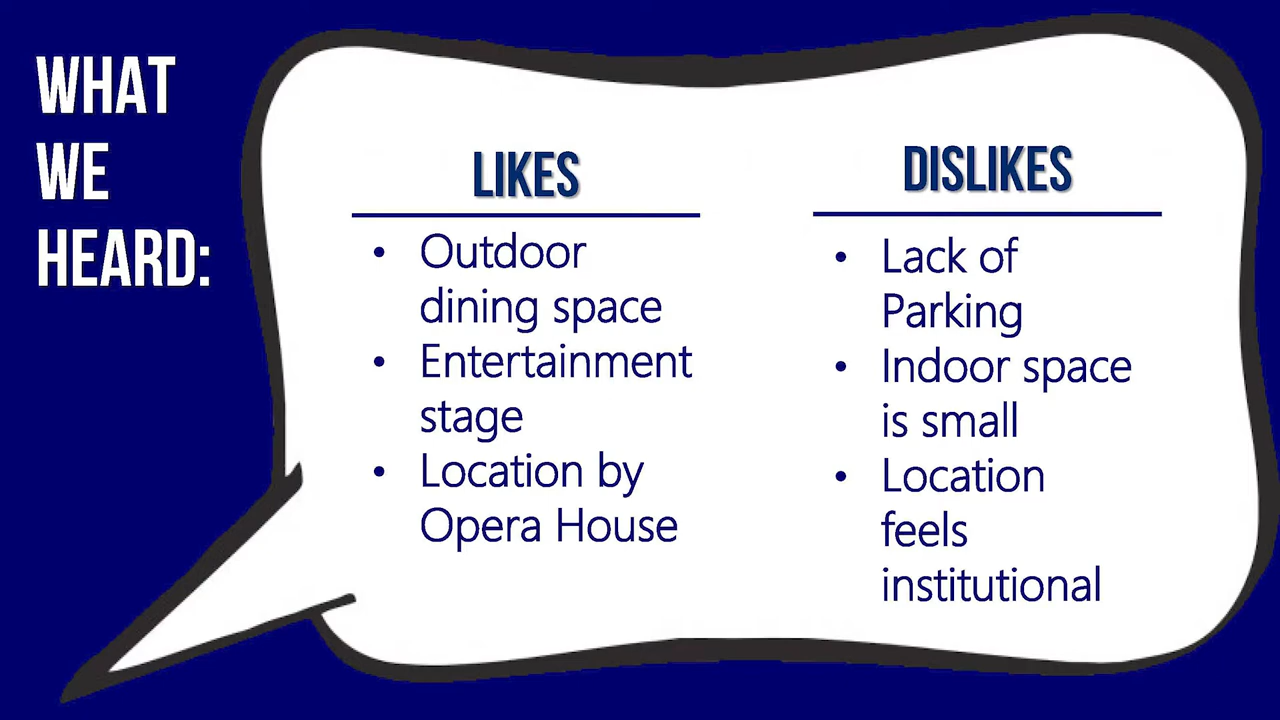 WHAT
WE
HEARD:
LIKES
• Outdoor
dining space
• Entertainment
stage
• Location by
Opera House
DISLIKES
• Lack of
Parking
• Indoor space
is small
• Location
feels
institutional